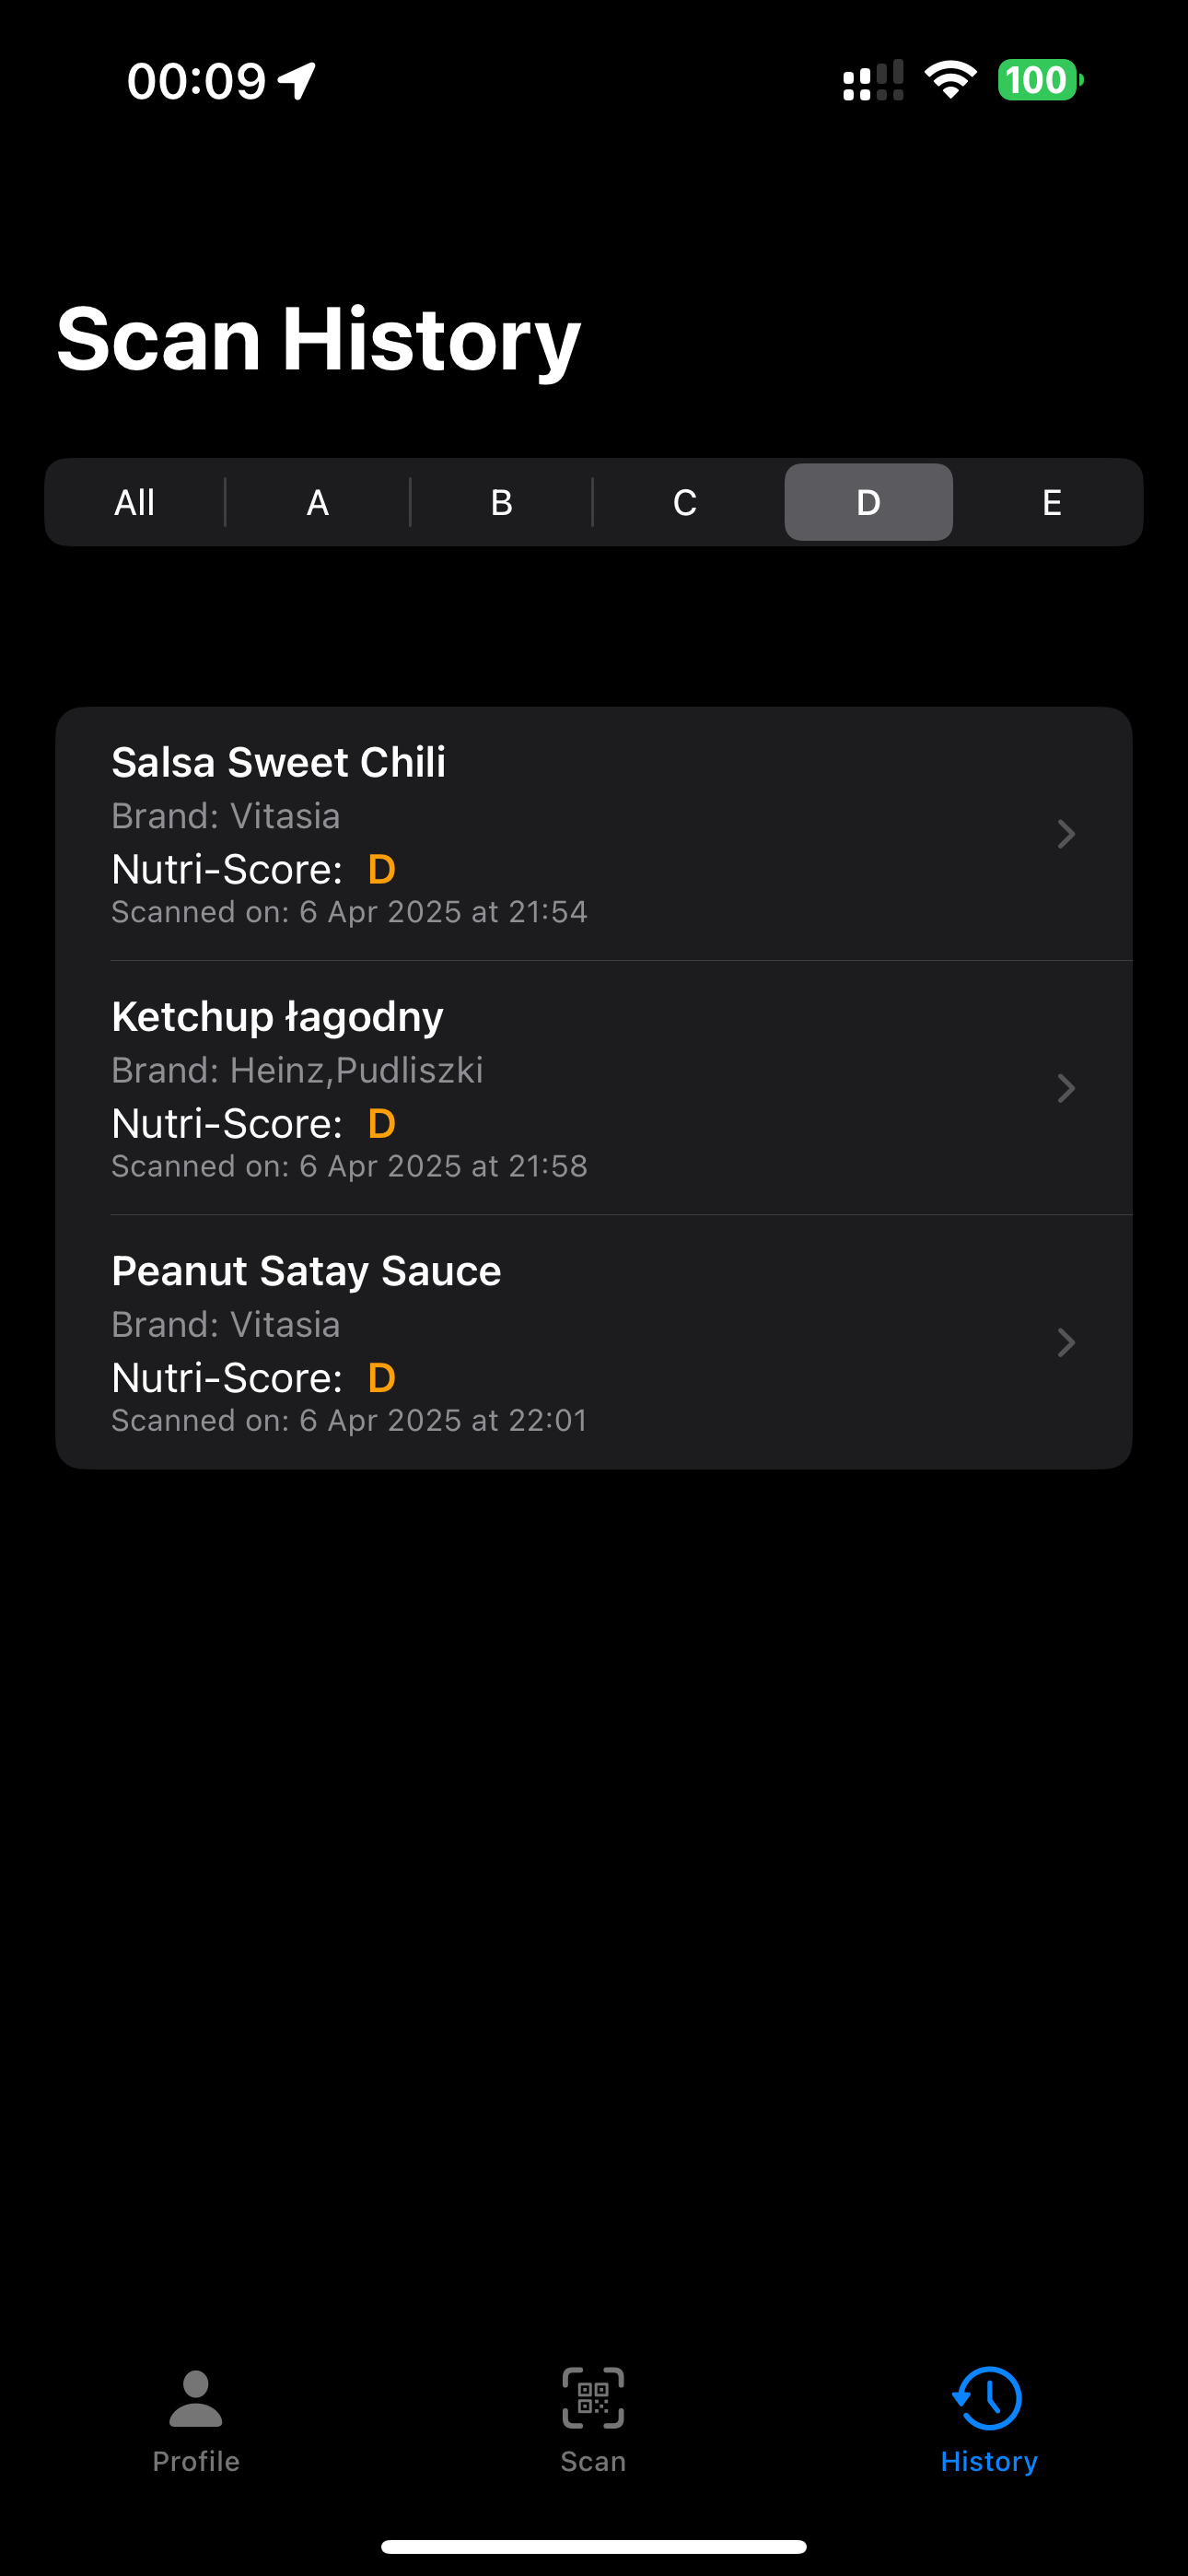 00:09
100
Scan History
All A B C D E
Salsa Sweet Chili
Brand: Vitasia
Nutri-Score: D
Scanned on: 6 Apr 2025 at 21:54
Ketchup łagodny
Brand: Heinz,Pudliszki
Nutri-Score: D
Scanned on: 6 Apr 2025 at 21:58
Peanut Satay Sauce
Brand: Vitasia
Nutri-Score: D
Scanned on: 6 Apr 2025 at 22:01
Profile Scan History